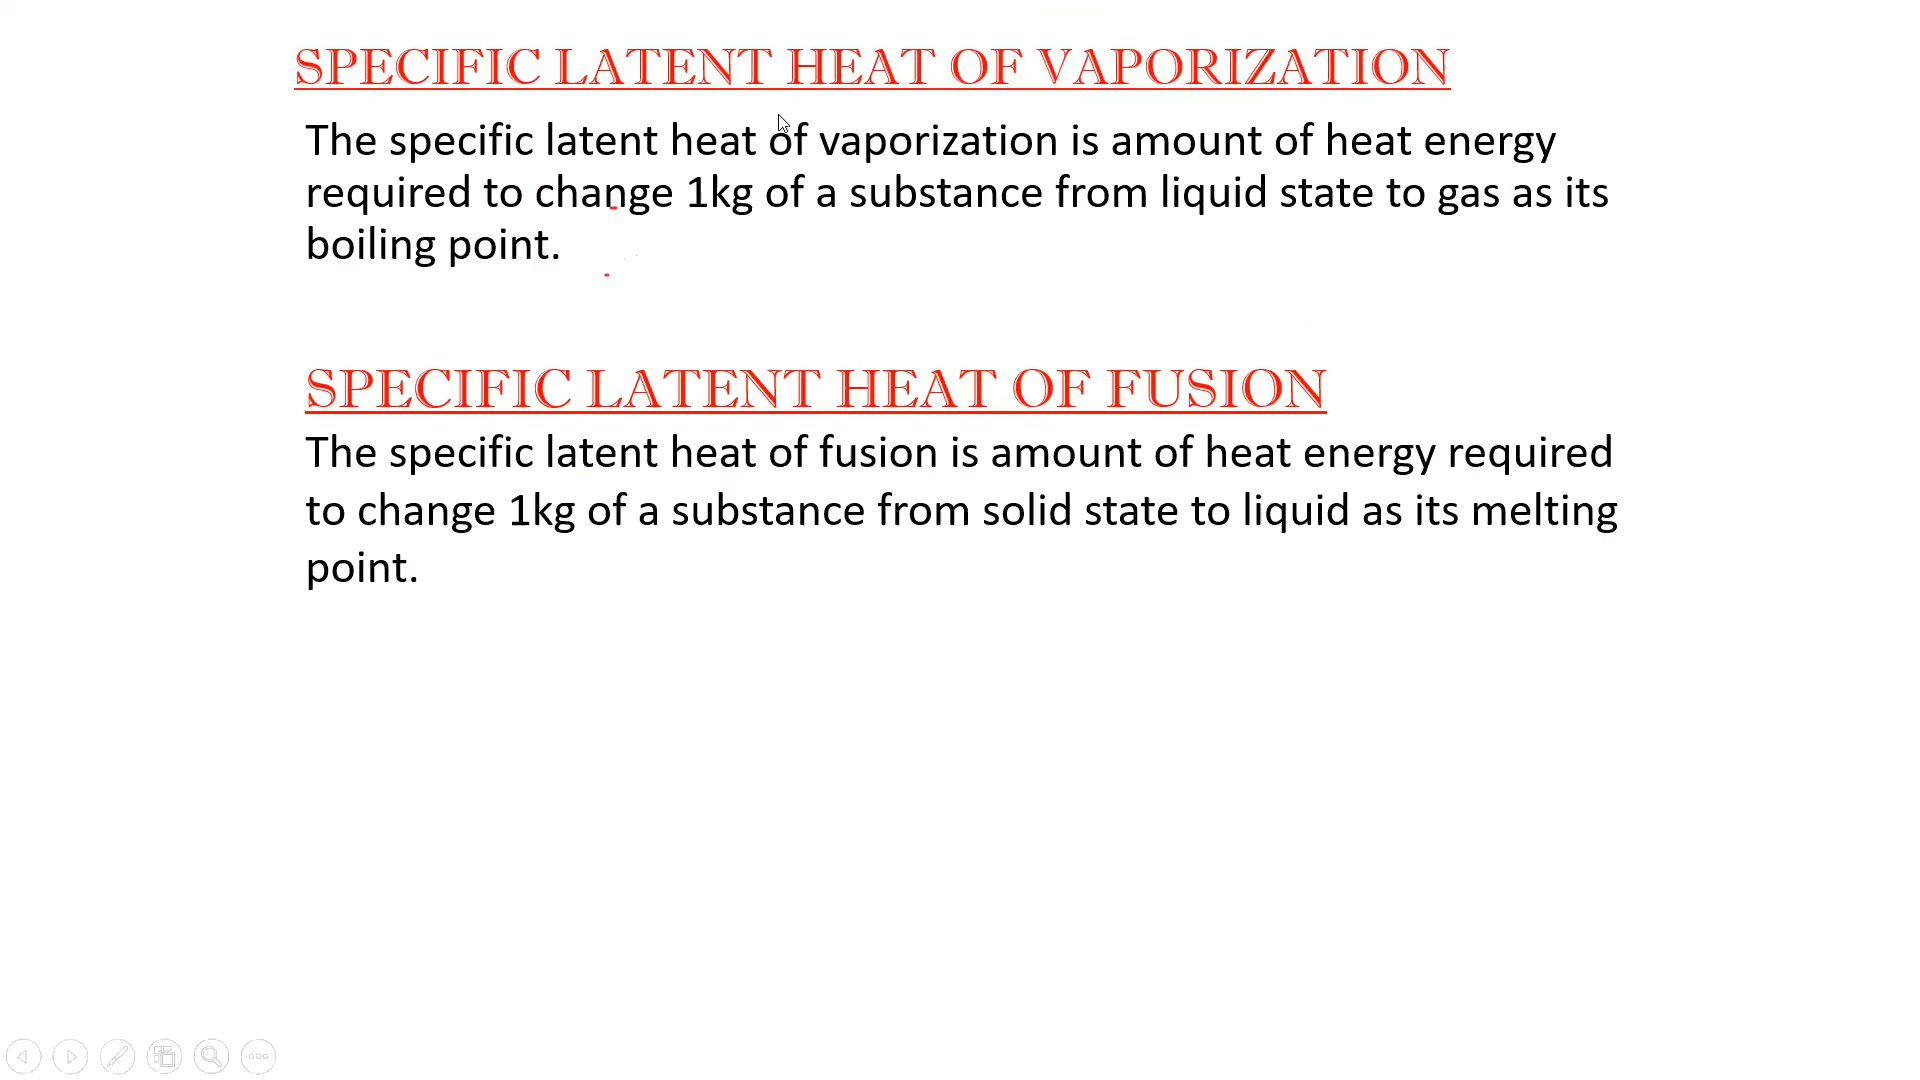 SPECIFIC LATENT HEAT OF VAPORIZATION
The specific latent heat of vaporization is amount of heat energy
required to change 1kg of a substance from liquid state to gas as its
boiling point.
SPECIFIC LATENT HEAT OF FUSION
The specific latent heat of fusion is amount of heat energy required
to change 1kg of a substance from solid state to liquid as its melting
point.